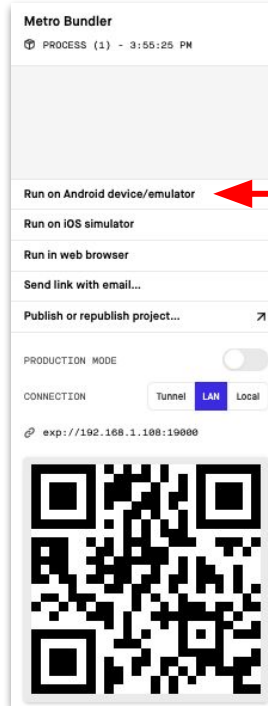 Metro Bundler
PROCESS (1) - 3:55:25 PM
Run on Android device/emulator
Run on iOS simulator
Run in web browser
Send link with email...
Publish or republish project...
PRODUCTION MODE
CONNECTION Tunnel LAN Local
exp://192.168.1.108:19000